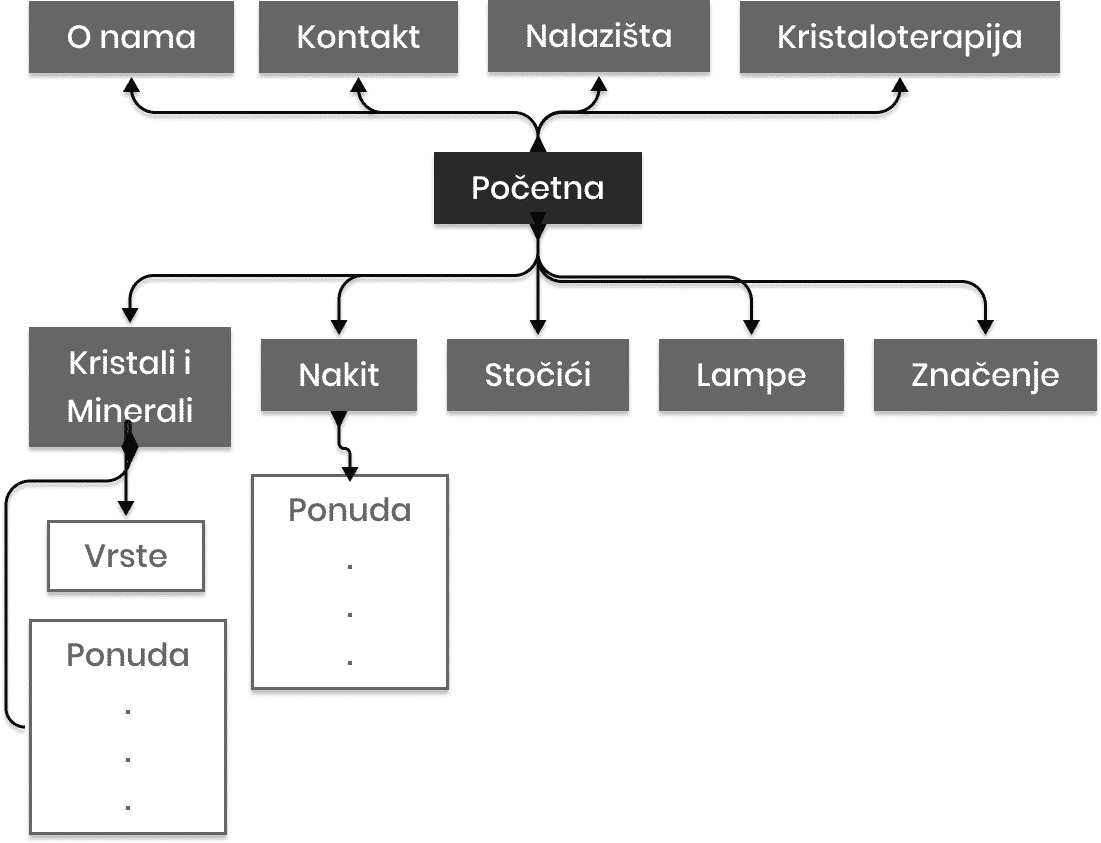 O nama
Kontakt
Nalazišta
Kristaloterapija
Početna
Kristali i
Minerali
Nakit
Stočići
Lampe
Značenje
Vrste
Ponuda
.
.
.
Ponuda
.
.
.